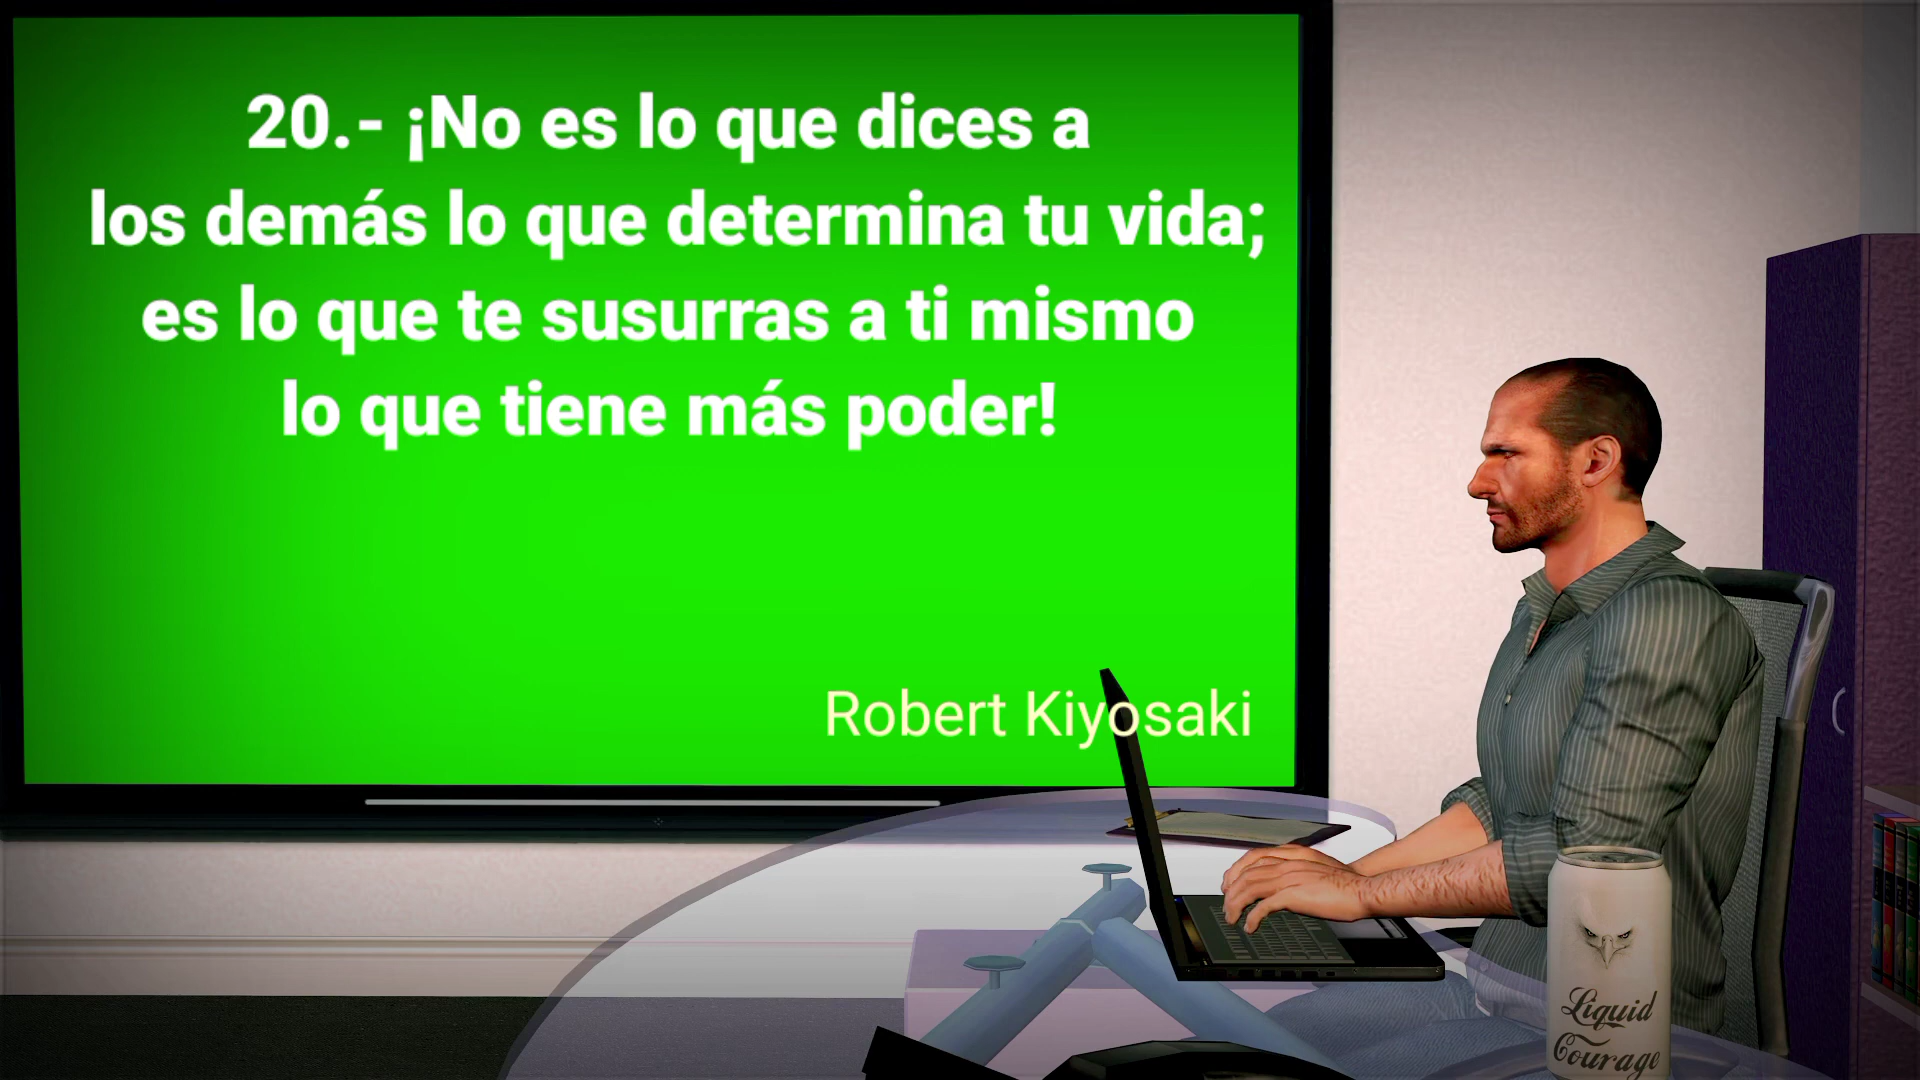 20.- ¡No es lo que dices a
los demás lo que determina tu vida;
es lo que te susurras a ti mismo
lo que tiene más poder!
Robert Kiyosaki
Liquid
Courage